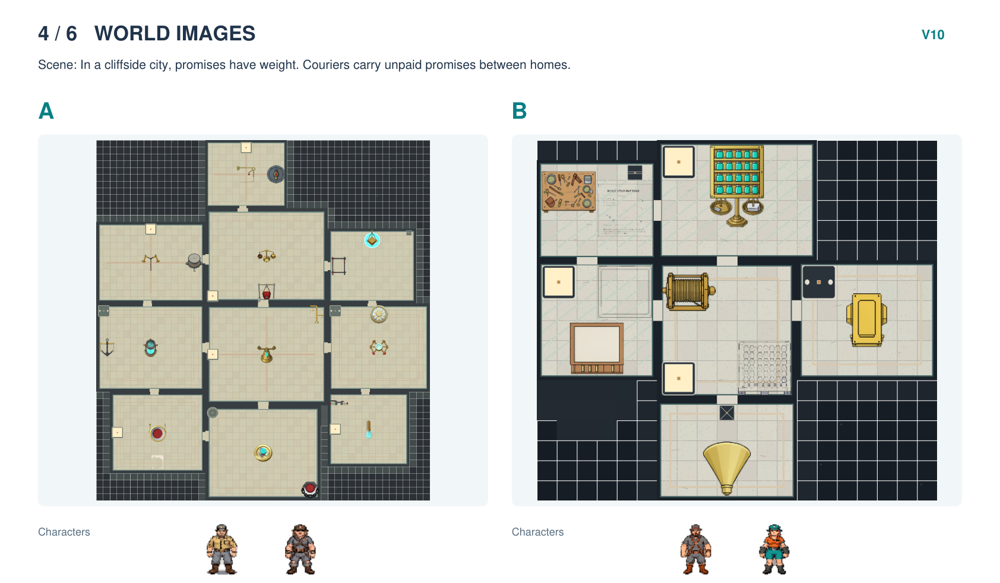 4 / 6 WORLD IMAGES
V10
Scene: In a cliffside city, promises have weight. Couriers carry unpaid promises between homes.
A
B
Characters
Characters